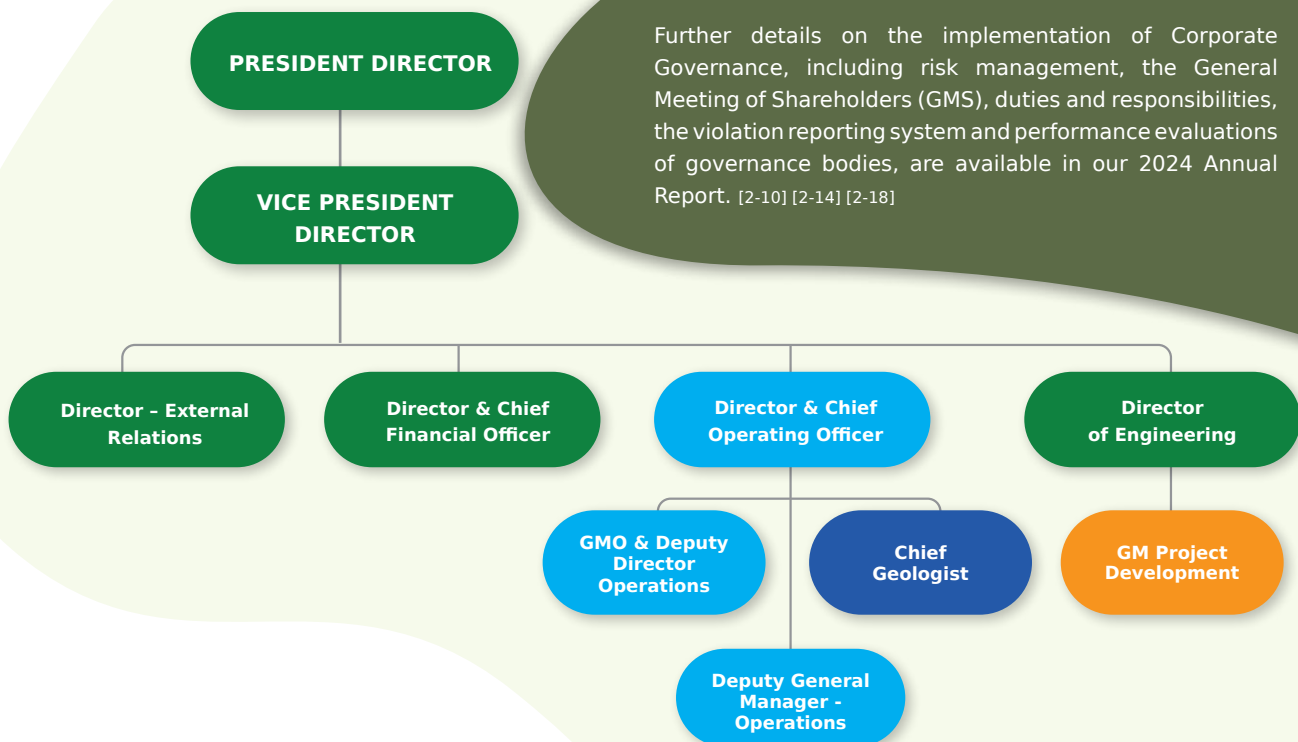 PRESIDENT DIRECTOR
Further details on the implementation of Corporate
Governance, including risk management, the General
Meeting of Shareholders (GMS), duties and responsibilities,
the violation reporting system and performance evaluations
of governance bodies, are available in our 2024 Annual
Report. [2-10] [2-14] [2-18]
VICE PRESIDENT
DIRECTOR
Director – External
Relations
Director & Chief
Financial Officer
Director & Chief
Operating Officer
Director
of Engineering
GMO & Deputy
Director
Operations
Chief
Geologist
GM Project
Development
Deputy General
Manager -
Operations